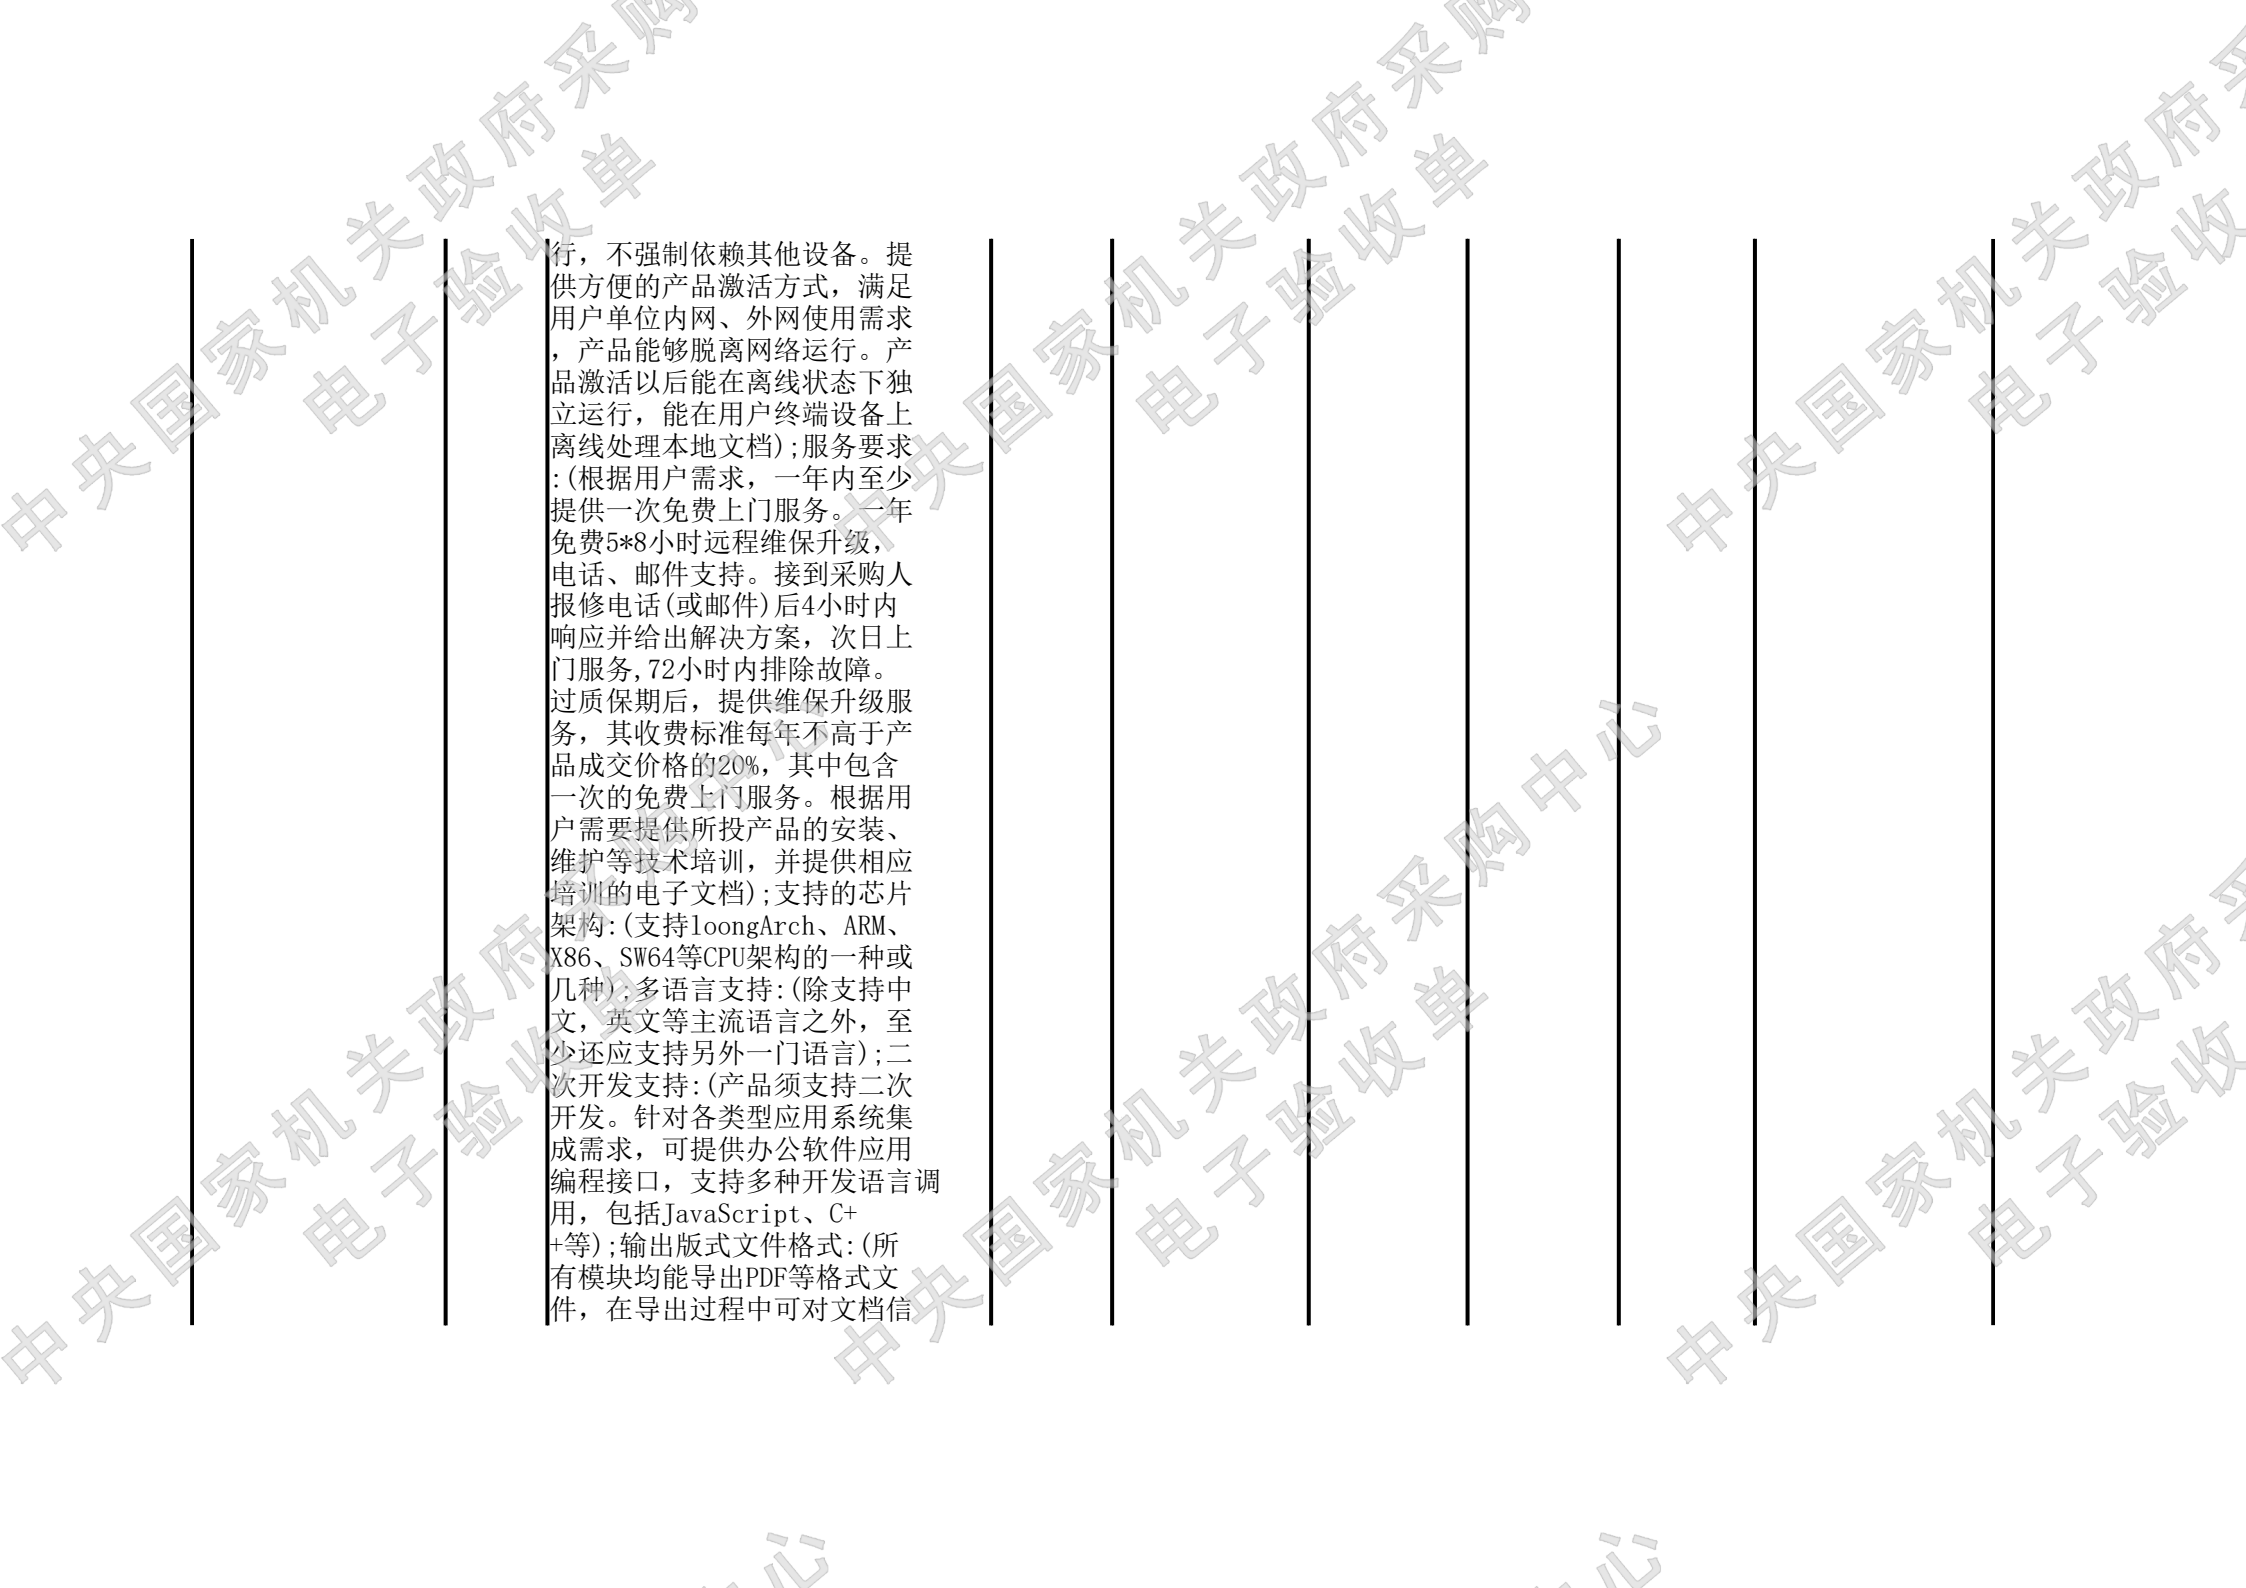 行，不强制依赖其他设备。提
供方便的产品激活方式，满足
用户单位内网、外网使用需求
，产品能够脱离网络运行。产
品激活以后能在离线状态下独
立运行，能在用户终端设备上
离线处理本地文档);服务要求
:(根据用户需求，一年内至少
提供一次免费上门服务。一年
免费5*8小时远程维保升级，
电话、邮件支持。接到采购人
报修电话(或邮件)后4小时内
响应并给出解决方案，次日上
门服务,72小时内排除故障。
过质保期后，提供维保升级服
务，其收费标准每年不高于产
品成交价格的20%，其中包含
一次的免费上门服务。根据用
户需要提供所投产品的安装、
维护等技术培训，并提供相应
培训的电子文档);支持的芯片
架构:(支持loongArch、ARM、
X86、SW64等CPU架构的一种或
几种);多语言支持:(除支持中
文，英文等主流语言之外，至
少还应支持另外一门语言);二
次开发支持:(产品须支持二次
开发。针对各类型应用系统集
成需求，可提供办公软件应用
编程接口，支持多种开发语言调
用，包括JavaScript、C+
+等);输出版式文件格式:(所
有模块均能导出PDF等格式文
件，在导出过程中可对文档信
中央国家机关政府采购中心
电子验收单